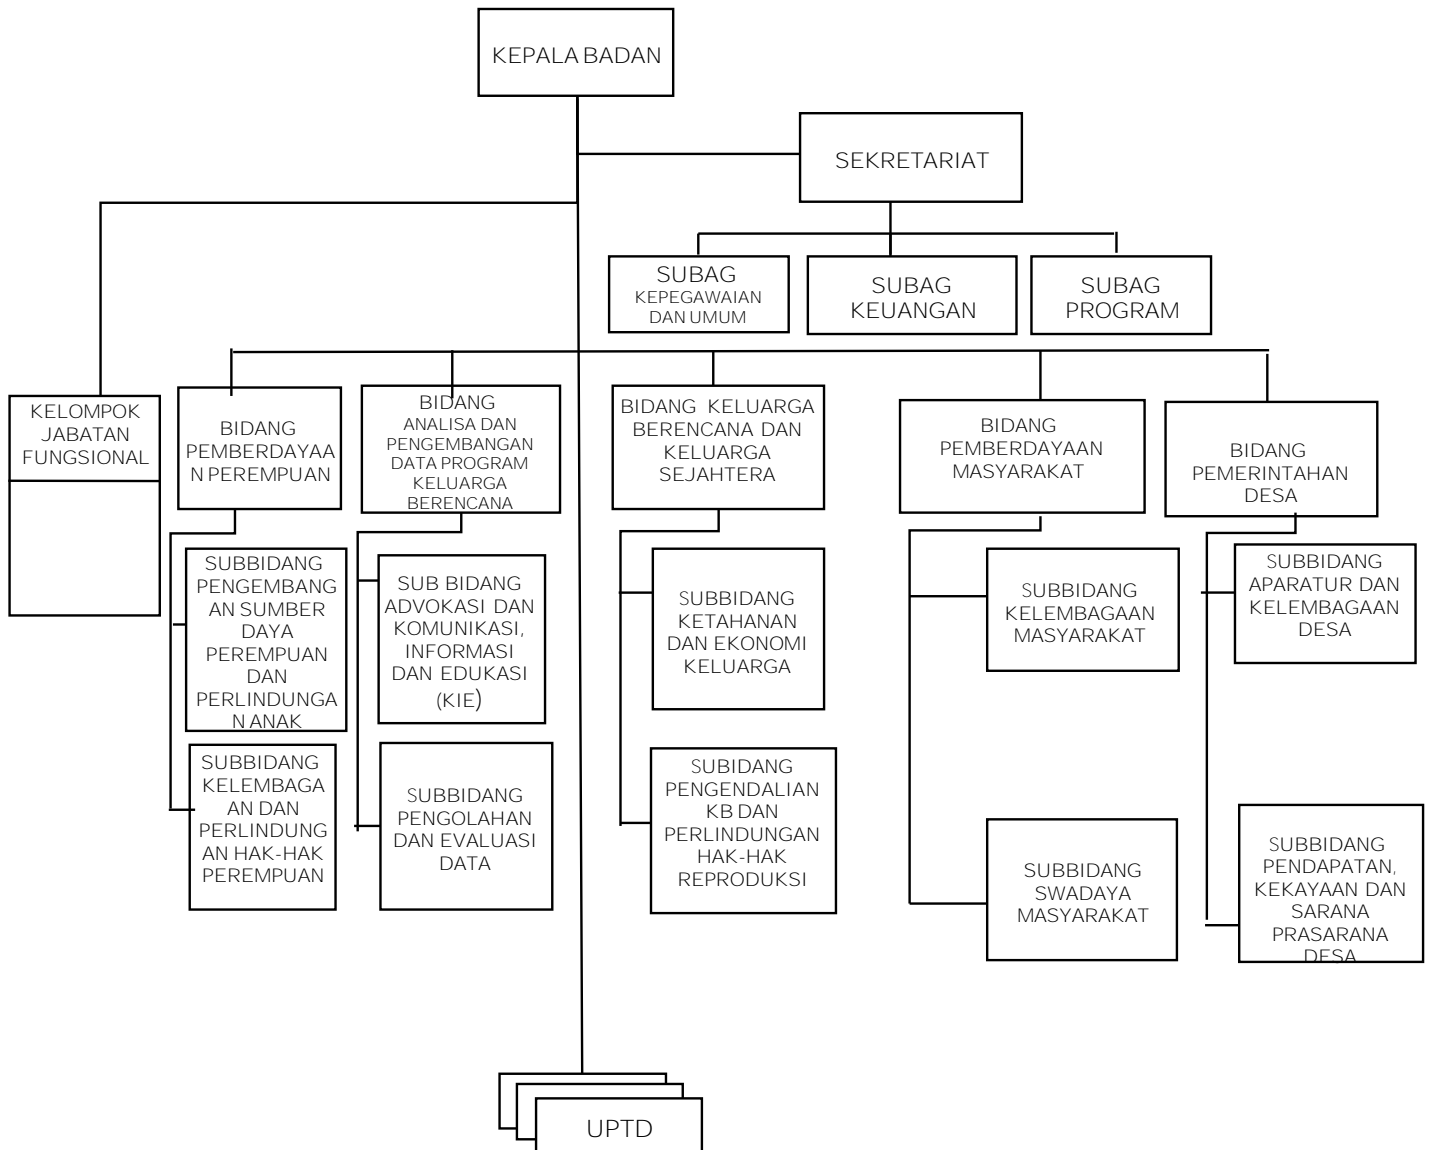 KEPALA BADAN
SEKRETARIAT
SUBAG
KEPEGAWAIAN
DAN UMUM
SUBAG
KEUANGAN
SUBAG
PROGRAM
KELOMPOK
JABATAN
FUNGSIONAL
BIDANG
PEMBERDAYAA
N PEREMPUAN
BIDANG
ANALISA DAN
PENGEMBANGAN
DATA PROGRAM
KELUARGA
BERENCANA
BIDANG KELUARGA
BERENCANA DAN
KELUARGA
SEJAHTERA
BIDANG
PEMBERDAYAAN
MASYARAKAT
BIDANG
PEMERINTAHAN
DESA
SUBBIDANG
PENGEMBANG
AN SUMBER
DAYA
PEREMPUAN
DAN
PERLINDUNGA
N ANAK
SUB BIDANG
ADVOKASI DAN
KOMUNIKASI,
INFORMASI
DAN EDUKASI
(KIE)
SUBBIDANG
KETAHANAN
DAN EKONOMI
KELUARGA
SUBBIDANG
KELEMBAGAAN
MASYARAKAT
SUBBIDANG
APARATUR DAN
KELEMBAGAAN
DESA
SUBBIDANG
KELEMBAGA
AN DAN
PERLINDUNG
AN HAK-HAK
PEREMPUAN
SUBBIDANG
PENGOLAHAN
DAN EVALUASI
DATA
SUBIDANG
PENGENDALIAN
KB DAN
PERLINDUNGAN
HAK-HAK
REPRODUKSI
SUBBIDANG
SWADAYA
MASYARAKAT
SUBBIDANG
PENDAPATAN,
KEKAYAAN DAN
SARANA
PRASARANA
DESA
UPTD